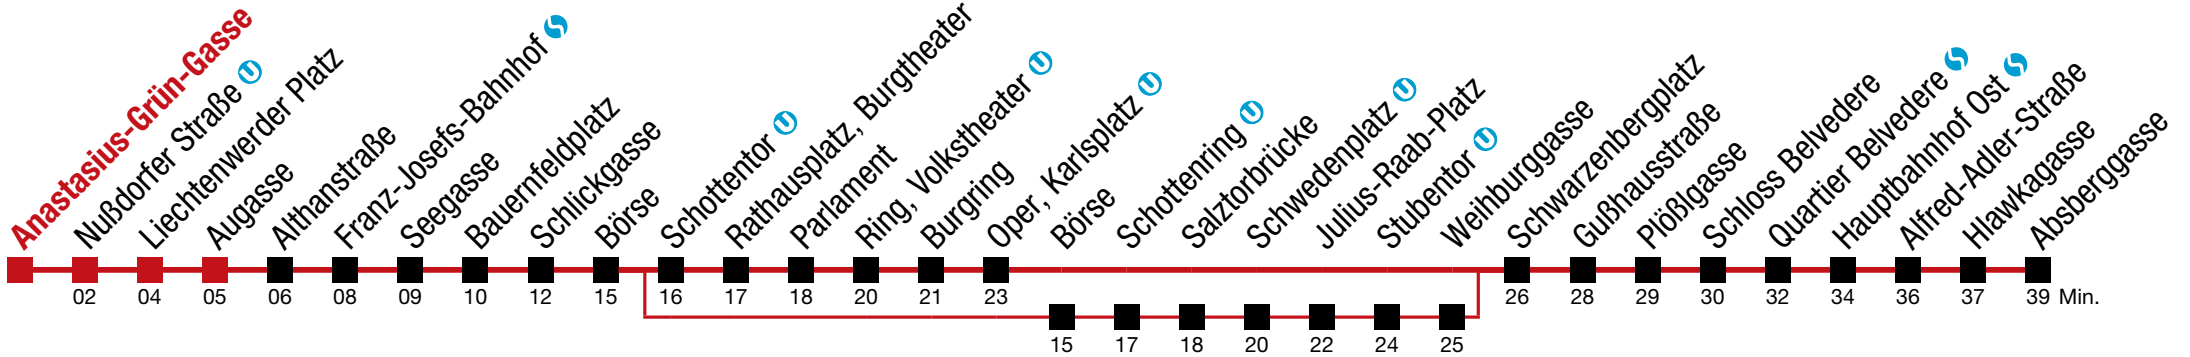 Anastasius-Grün-Gasse
Nußdorfer Straße U
Liechtenwerder Platz
Augasse
Althanstraße
Franz-Josefs-Bahnhof S
Seegasse
Bauernfeldplatz
Schlickgasse
Börse
Schottentor U
Rathausplatz, Burgtheater
Parlament
Ring, Volkstheater U
Burgring
Oper, Karlsplatz U
Börse
Schottenring U
Salztorbrücke
Schwedenplatz U
Julius-Raab-Platz
Stubentor U
Weihburggasse
Schwarzenbergplatz
Gußhausstraße
Plößlgasse
Schloss Belvedere
Quartier Belvedere S
Hauptbahnhof Ost S
Alfred-Adler-Straße
Hlawkagasse
Absberggasse
02 04 05 06 08 09 10 12 15 16 17 18 20 21 23 26 28 29 30 32 34 36 37 39 Min.
15 17 18 20 22 24 25